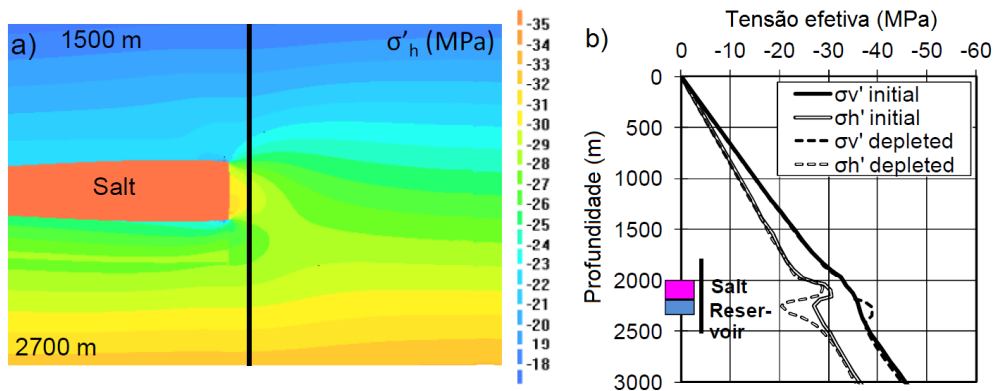 a)
1500 m
σ'h (MPa)
Salt
2700 m
-35
-34
-33
-32
-30
-29
-28
-27
-26
-25
-24
-23
-22
-21
-20
-19
-18
b)
Tensão efetiva (MPa)
0 -10 -20 -30 -40 -50 -60
Profundidade (m)
0
500
1000
1500
2000
2500
3000
σv' initial
σh' initial
σv' depleted
σh' depleted
Salt
Reser-
voir